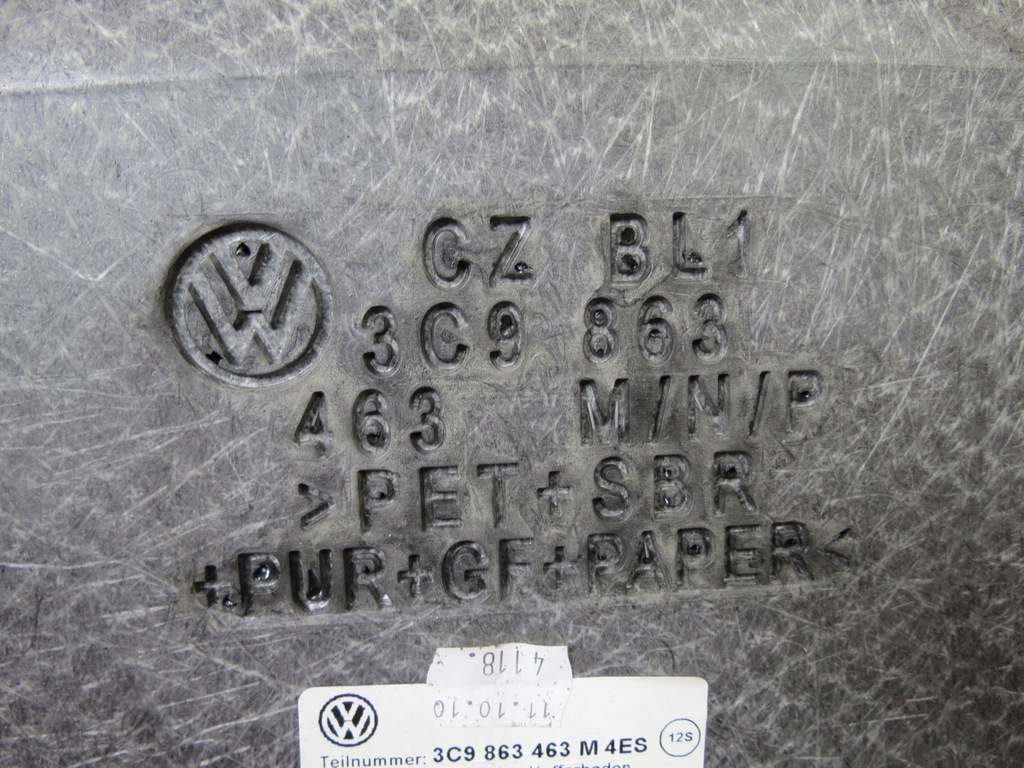 CZ BL1
3C9 863
463 M/N/P
>PET+SBR
+PUR+GF+PAPER<
4118.
11.10.10
Teilnummer: 3C9 863 463 M 4ES
12S